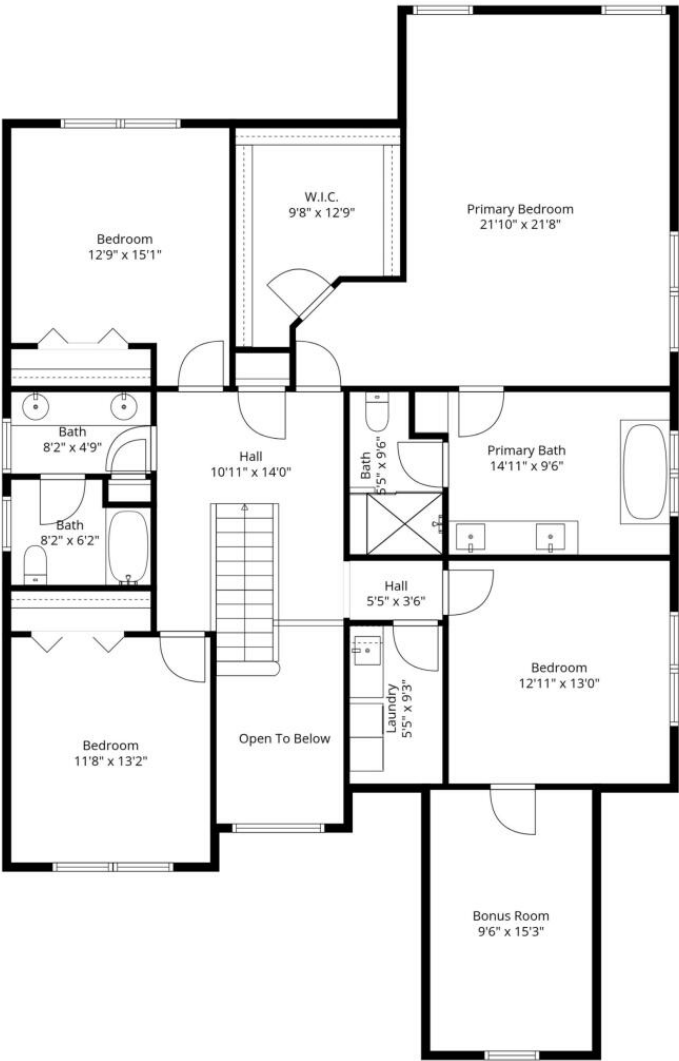 W.I.C.
9'8" x 12'9"
Primary Bedroom
21'10" x 21'8"
Bedroom
12'9" x 15'1"
Bath
8'2" x 4'9"
Hall
10'11" x 14'0"
Bath
5'5" x 9'6"
Primary Bath
14'11" x 9'6"
Bath
8'2" x 6'2"
Hall
5'5" x 3'6"
Bedroom
12'11" x 13'0"
Laundry
5'5" x 9'3"
Open To Below
Bedroom
11'8" x 13'2"
Bonus Room
9'6" x 15'3"